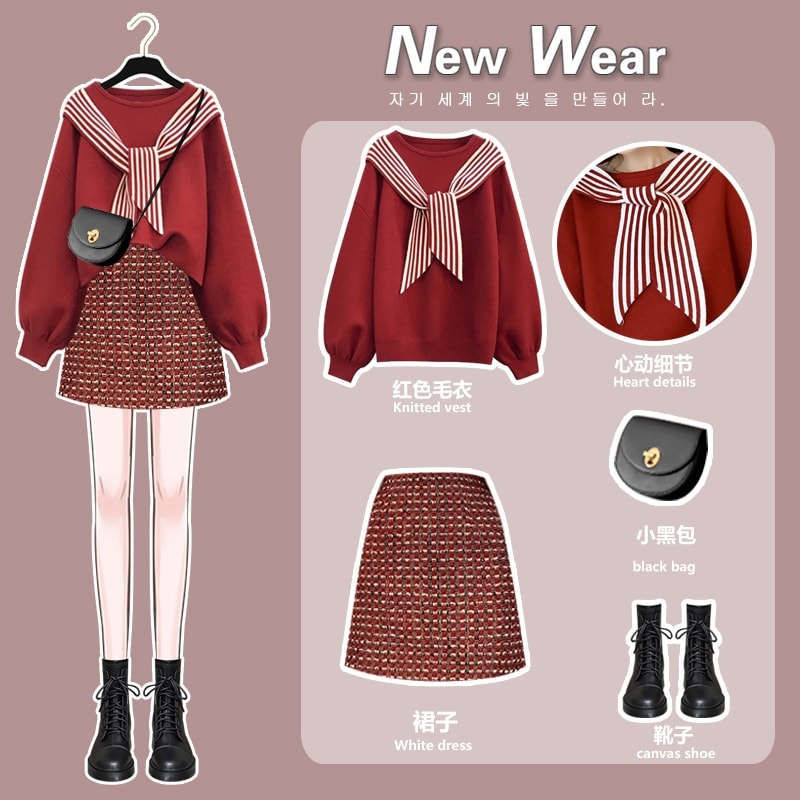 New Wear
자기 세계 의 빛 을 만들어 라.
红色毛衣
Knitted vest
心动细节
Heart details
小黑包
black bag
裙子
White dress
靴子
canvas shoe